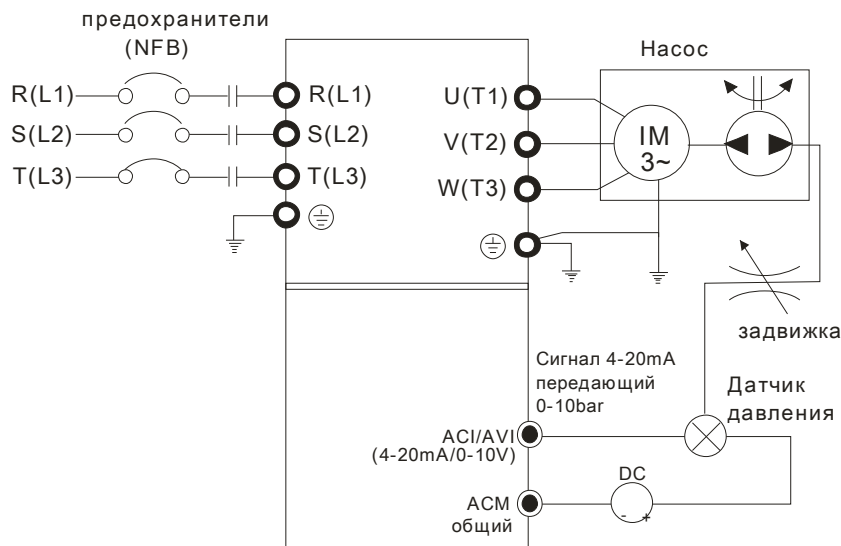 предохранители
(NFB)
R(L1)
S(L2)
T(L3)
R(L1)
S(L2)
T(L3)
U(T1)
V(T2)
W(T3)
Насос
IM
3~
задвижка
Сигнал 4-20mA
передающий
0-10bar
Датчик
давления
ACI/AVI
(4-20mA/0-10V)
DC
- +
ACM
общий